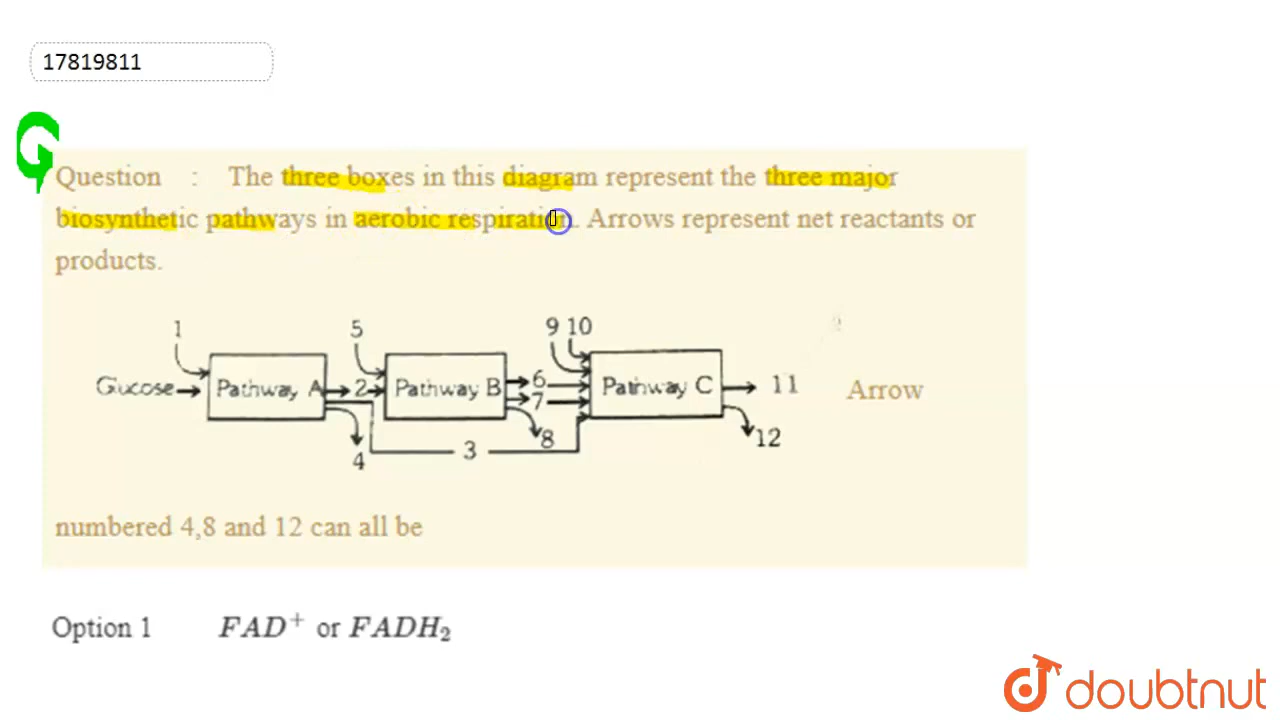 17819811
Question : The three boxes in this diagram represent the three major
biosynthetic pathways in aerobic respiration. Arrows represent net reactants or
products.
1 5 9 10
Glucose Pathway A 2 Pathway B 6 7 Pathway C 11 Arrow
4 3 8 12
numbered 4,8 and 12 can all be
Option 1 FAD⁺ or FADH₂
doubtnut